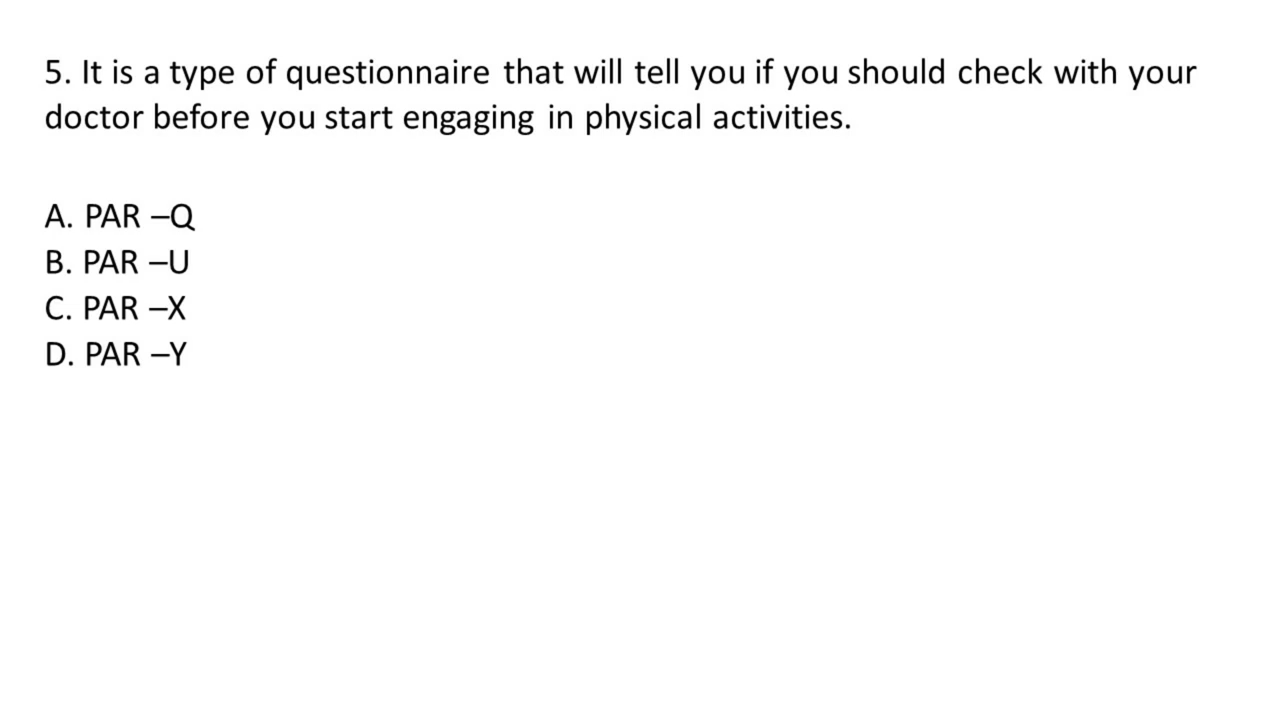 5. It is a type of questionnaire that will tell you if you should check with your
doctor before you start engaging in physical activities.
A. PAR –Q
B. PAR –U
C. PAR –X
D. PAR –Y